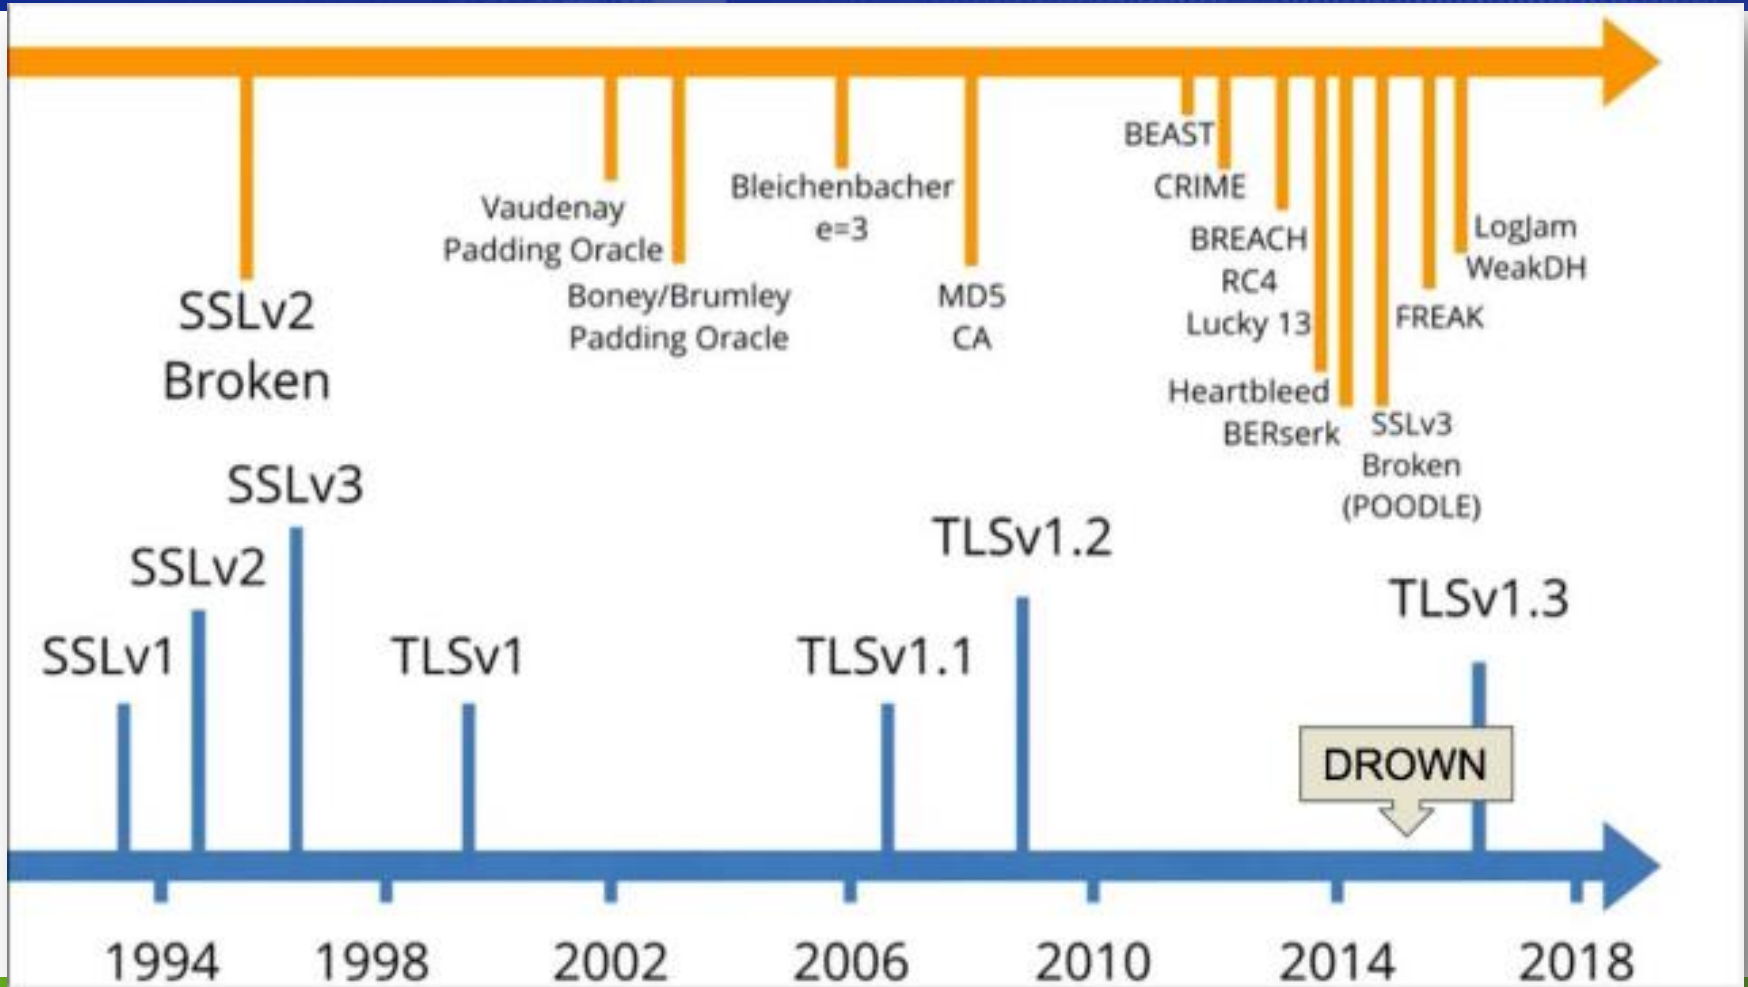 BEAST
CRIME
Vaudenay
Padding Oracle
Bleichenbacher
e=3
BREACH
RC4
Lucky 13
LogJam
WeakDH
SSLv2
Broken
Boney/Brumley
Padding Oracle
MD5
CA
FREAK
Heartbleed
BERserk
SSLv3
Broken
(POODLE)
SSLv3
SSLv2
SSLv1
TLSv1
TLSv1.1
TLSv1.2
TLSv1.3
DROWN
1994 1998 2002 2006 2010 2014 2018